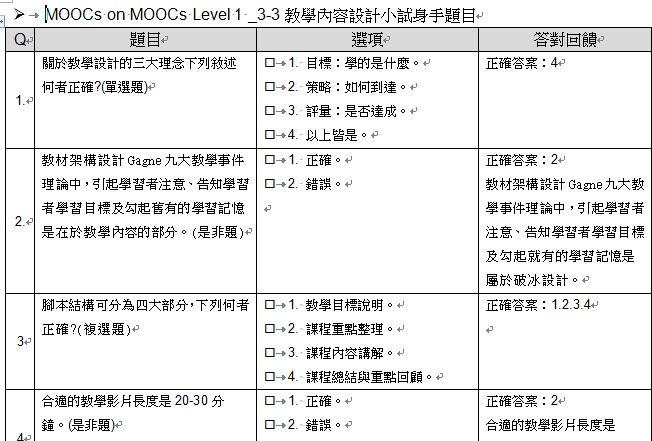 MOOCs on MOOCs Level 1 _3-3 教學內容設計小試身手題目
Q 題目 選項 答對回饋
1.
關於教學設計的三大理念下列敘述
何者正確?(單選題)
1. 目標：學的是什麼。
2. 策略：如何到達。
3. 評量：是否達成。
4. 以上皆是。
正確答案：4
2.
教材架構設計 Gagne 九大教學事件
理論中，引起學習者注意、告知學習
者學習目標及勾起舊有的學習記憶
是在於教學內容的部分。(是非題)
1. 正確。
2. 錯誤。
正確答案：2
教材架構設計 Gagne 九大教
學事件理論中，引起學習者
注意、告知學習者學習目標
及勾起就有的學習記憶是
屬於破冰設計。
3
腳本結構可分為四大部分，下列何者
正確?(複選題)
1. 教學目標說明。
2. 課程重點整理。
3. 課程內容講解。
4. 課程總結與重點回顧。
正確答案：1.2.3.4
4
合適的教學影片長度是 20-30 分
鐘。(是非題)
1. 正確。
2. 錯誤。
正確答案：2
合適的教學影片長度是